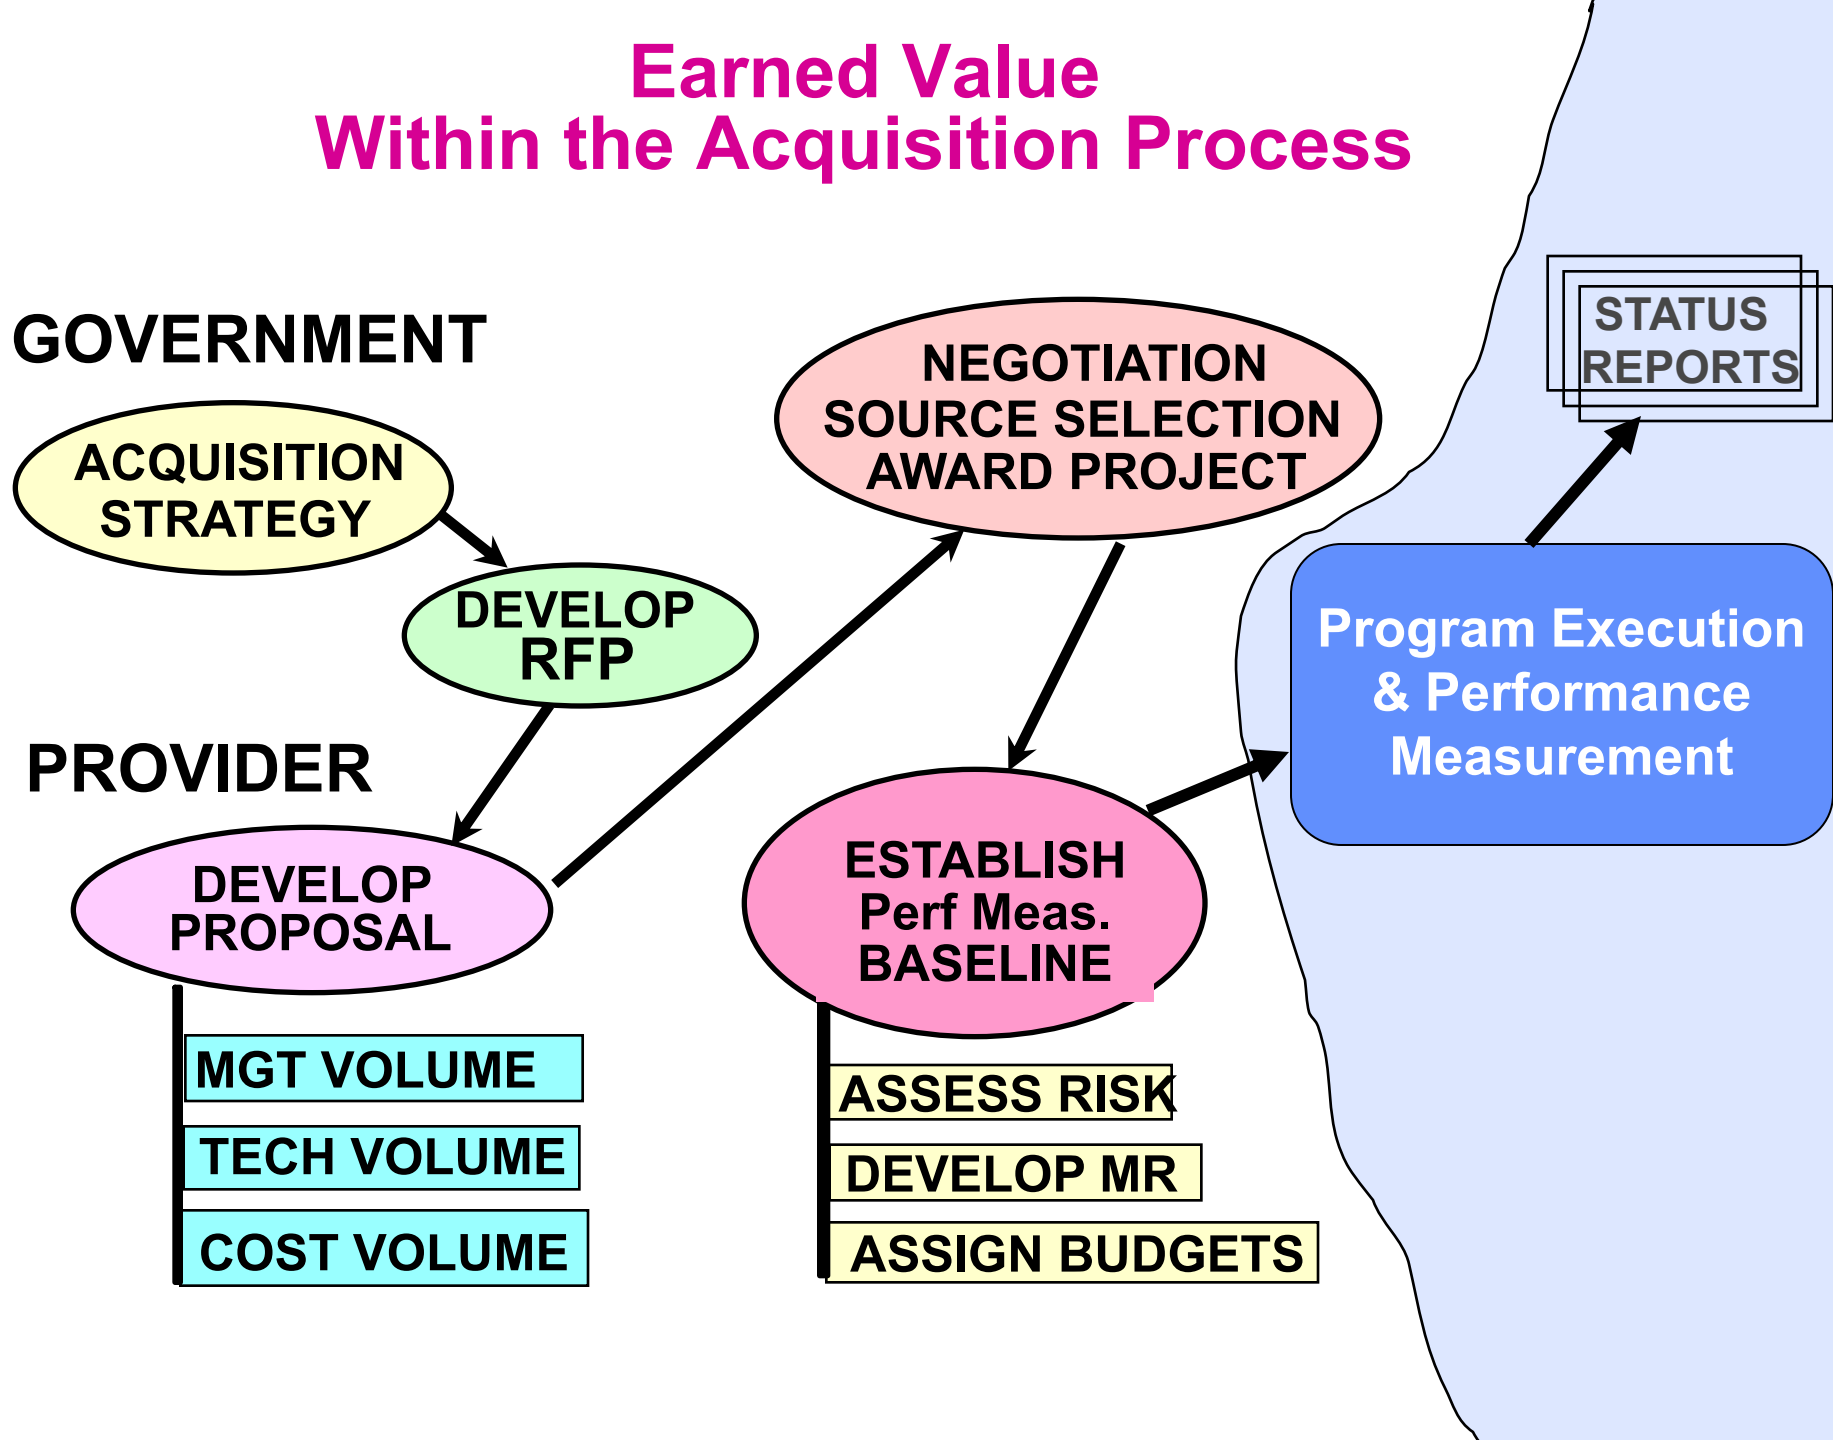 Earned Value
Within the Acquisition Process
GOVERNMENT
ACQUISITION
STRATEGY
DEVELOP
RFP
NEGOTIATION
SOURCE SELECTION
AWARD PROJECT
STATUS
REPORTS
Program Execution
& Performance
Measurement
PROVIDER
DEVELOP
PROPOSAL
MGT VOLUME
TECH VOLUME
COST VOLUME
ESTABLISH
Perf Meas.
BASELINE
ASSESS RISK
DEVELOP MR
ASSIGN BUDGETS